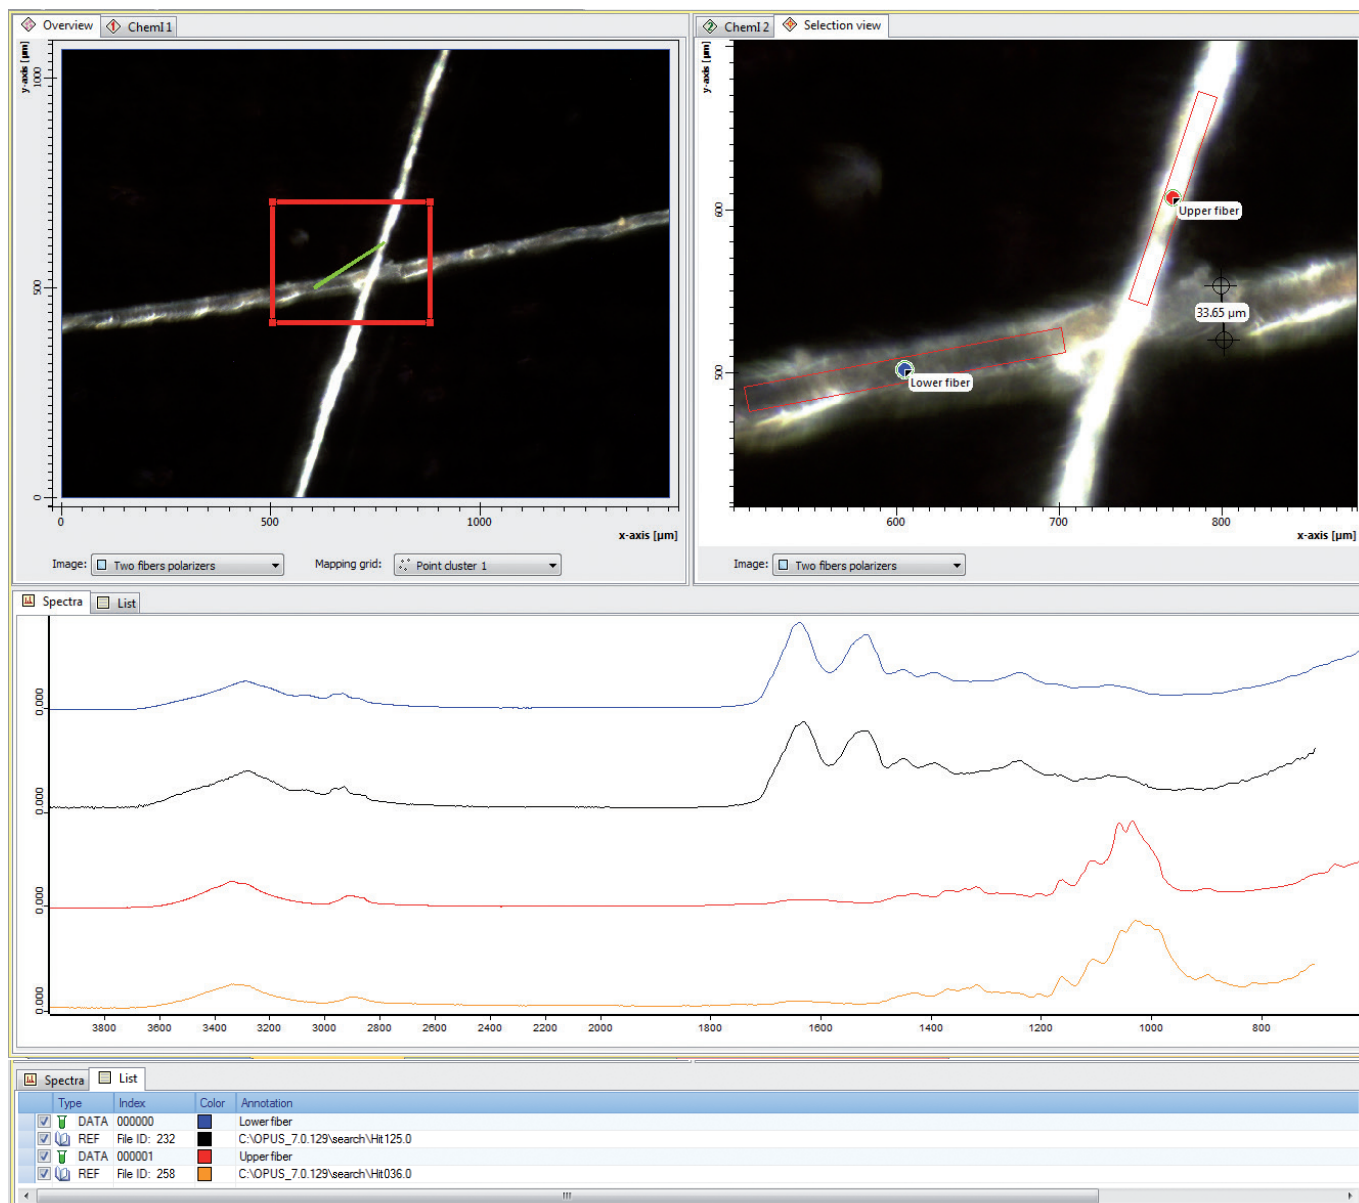 Overview ChemI 1
y-axis [µm]
1000
500
0
0 500 1000
x-axis [µm]
Image: Two fibers polarizers Mapping grid: Point cluster 1
ChemI 2 Selection view
y-axis [µm]
600
500
Upper fiber
33.65 µm
Lower fiber
600 700 800
x-axis [µm]
Image: Two fibers polarizers
Spectra List
0.000
0.000
0.000
0.000
3800 3600 3400 3200 3000 2800 2600 2400 2200 2000 1800 1600 1400 1200 1000 800
Spectra List
Type Index Color Annotation
DATA 000000 Lower fiber
REF File ID: 232 C:\OPUS_7.0.129\search\Hit125.0
DATA 000001 Upper fiber
REF File ID: 258 C:\OPUS_7.0.129\search\Hit036.0